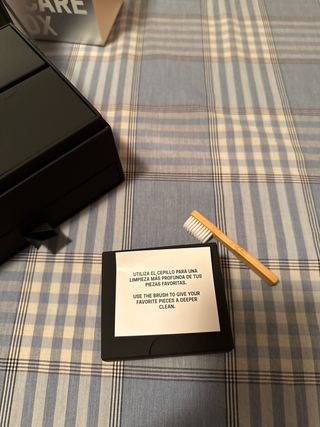 CARE
OX
UTILIZA EL CEPILLO PARA UNA
LIMPIEZA MÁS PROFUNDA DE TUS
PIEZAS FAVORITAS.
USE THE BRUSH TO GIVE YOUR
FAVORITE PIECES A DEEPER
CLEAN.